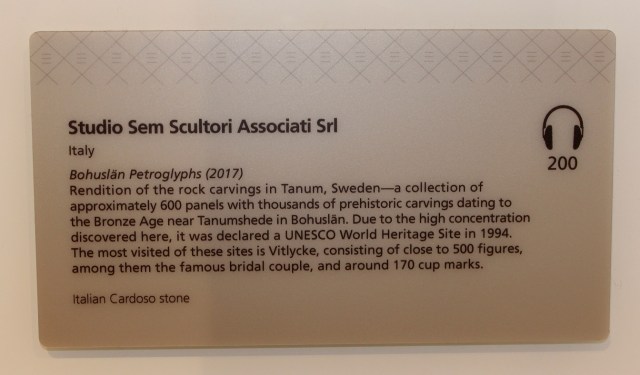 Studio Sem Scultori Associati Srl
Italy
200
Bohuslän Petroglyphs (2017)
Rendition of the rock carvings in Tanum, Sweden—a collection of
approximately 600 panels with thousands of prehistoric carvings dating to
the Bronze Age near Tanumshede in Bohuslän. Due to the high concentration
discovered here, it was declared a UNESCO World Heritage Site in 1994.
The most visited of these sites is Vitlycke, consisting of close to 500 figures,
among them the famous bridal couple, and around 170 cup marks.
Italian Cardoso stone